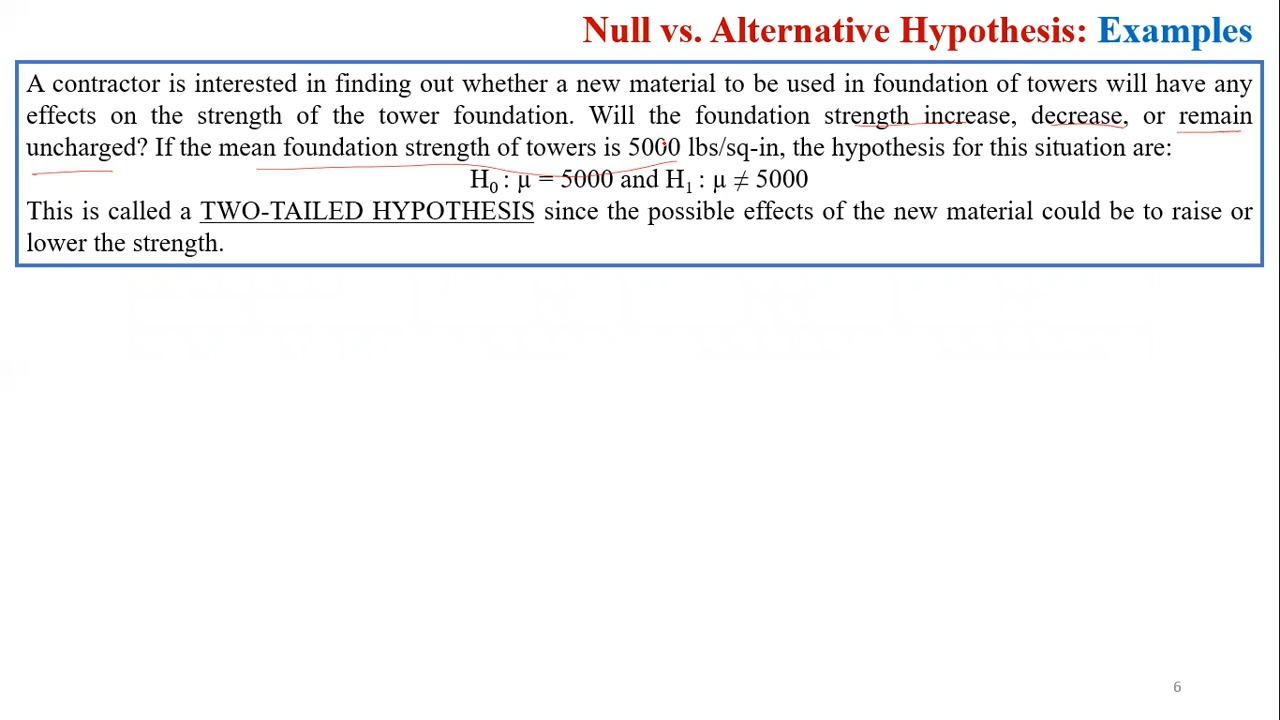 Null vs. Alternative Hypothesis: Examples
A contractor is interested in finding out whether a new material to be used in foundation of towers will have any
effects on the strength of the tower foundation. Will the foundation strength increase, decrease, or remain
uncharged? If the mean foundation strength of towers is 5000 lbs/sq-in, the hypothesis for this situation are:
H₀ : μ = 5000 and H₁ : μ ≠ 5000
This is called a TWO-TAILED HYPOTHESIS since the possible effects of the new material could be to raise or
lower the strength.
6